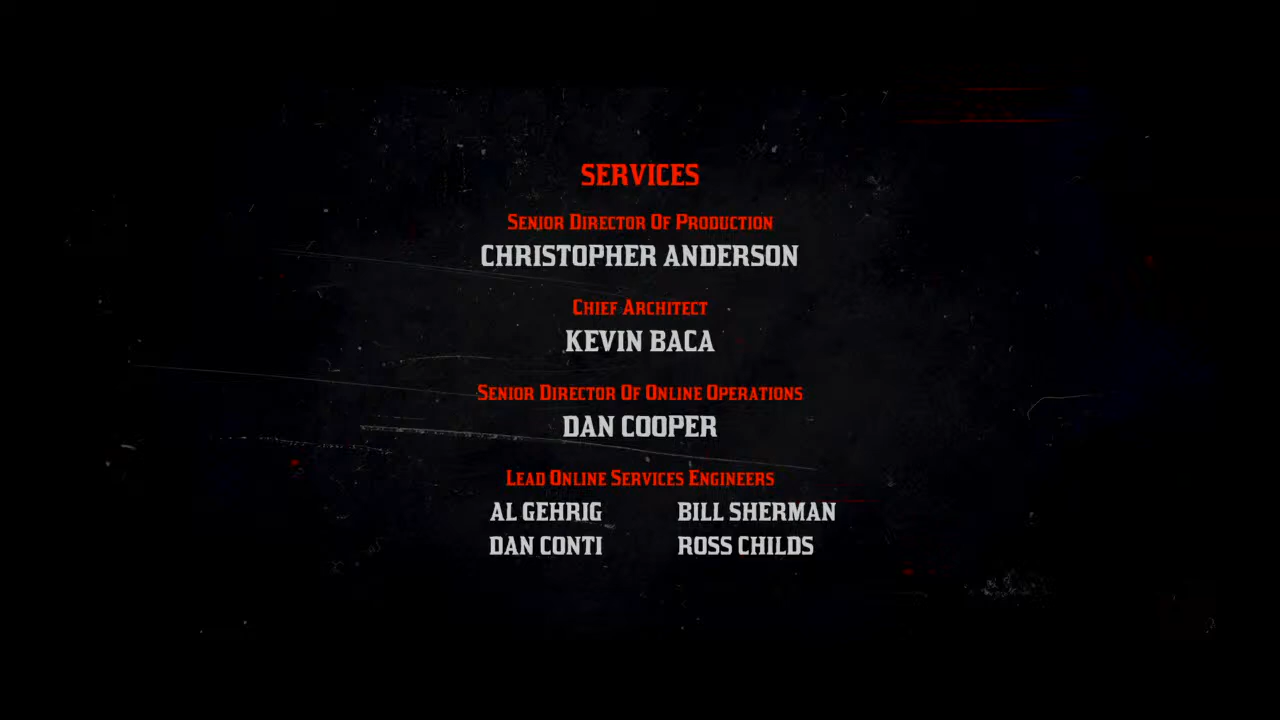 SERVICES
Senior Director Of Production
CHRISTOPHER ANDERSON
Chief Architect
KEVIN BACA
Senior Director Of Online Operations
DAN COOPER
Lead Online Services Engineers
AL GEHRIG BILL SHERMAN
DAN CONTI ROSS CHILDS